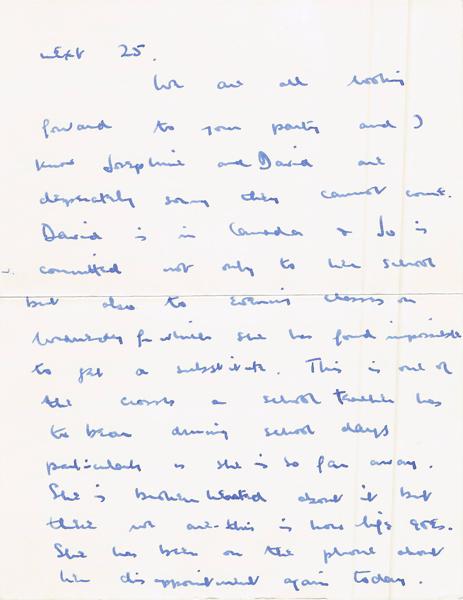 next 25.
We are all looking
forward to your party and I
know Josephine and David are
desperately sorry they cannot come.
David is in Canada & Jo is
committed not only to her school
but also to evening classes on
Wednesday for which she has found impossible
to get a substitute. This is one of
the crosses a school teacher has
to bear during school days
particularly as she is so far away.
She is broken hearted about it but
there we are - this is how life goes.
She has been on the phone about
her disappointment again today.